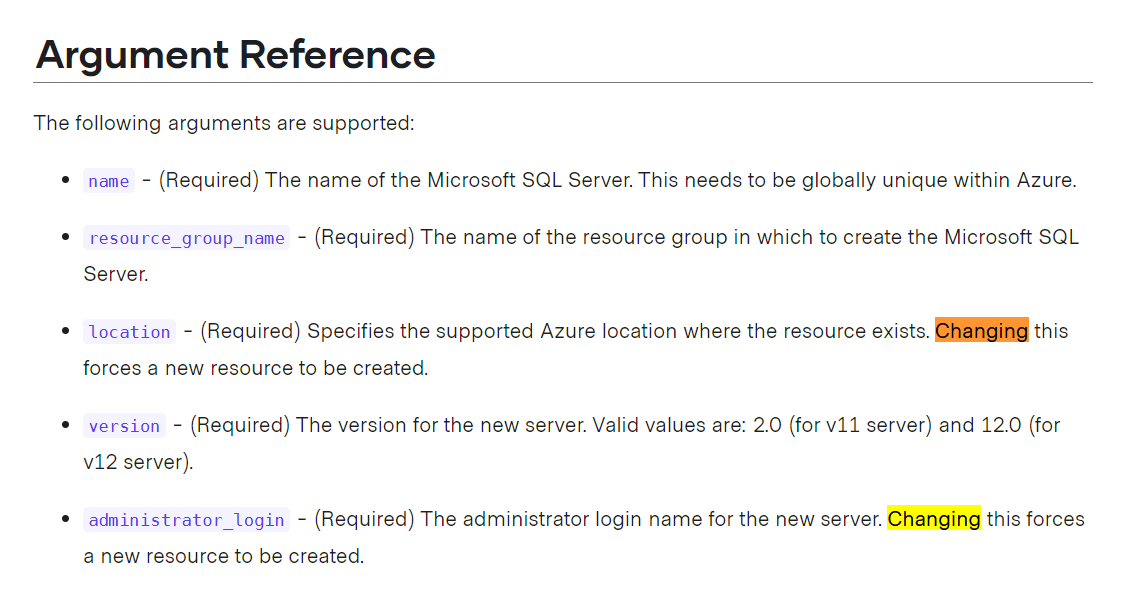 Argument Reference
The following arguments are supported:
• name - (Required) The name of the Microsoft SQL Server. This needs to be globally unique within Azure.
• resource_group_name - (Required) The name of the resource group in which to create the Microsoft SQL
Server.
• location - (Required) Specifies the supported Azure location where the resource exists. Changing this
forces a new resource to be created.
• version - (Required) The version for the new server. Valid values are: 2.0 (for v11 server) and 12.0 (for
v12 server).
• administrator_login - (Required) The administrator login name for the new server. Changing this forces
a new resource to be created.